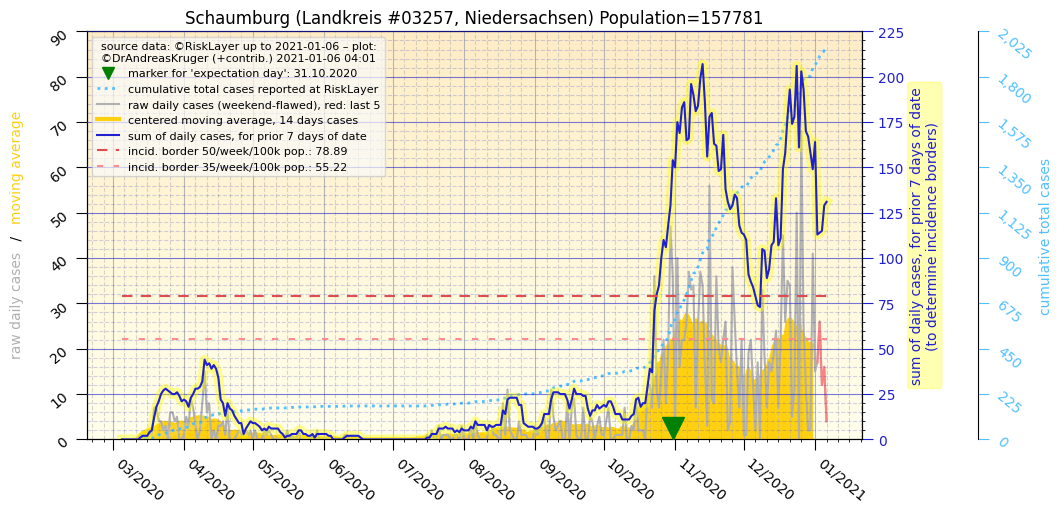 Schaumburg (Landkreis #03257, Niedersachsen) Population=157781
source data: ©RiskLayer up to 2021-01-06 – plot:
©DrAndreasKruger (+contrib.) 2021-01-06 04:01
marker for 'expectation day': 31.10.2020
cumulative total cases reported at RiskLayer
raw daily cases (weekend-flawed), red: last 5
centered moving average, 14 days cases
sum of daily cases, for prior 7 days of date
incid. border 50/week/100k pop.: 78.89
incid. border 35/week/100k pop.: 55.22
raw daily cases / moving average
90
80
70
60
50
40
30
20
10
0
03/2020
04/2020
05/2020
06/2020
07/2020
08/2020
09/2020
10/2020
11/2020
12/2020
01/2021
225
200
175
150
125
100
75
50
25
0
sum of daily cases, for prior 7 days of date
(to determine incidence borders)
2,025
1,800
1,575
1,350
1,125
900
675
450
225
0
cumulative total cases